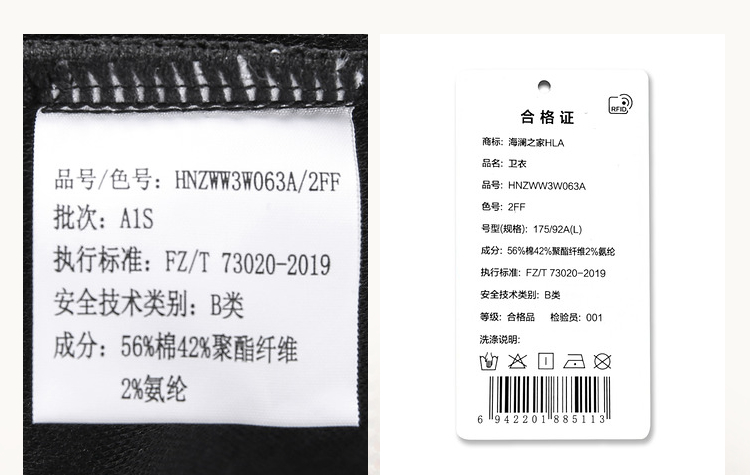 品号/色号: HNZWW3W063A/2FF
批次: A1S
执行标准: FZ/T 73020-2019
安全技术类别: B类
成分: 56%棉42%聚酯纤维
2%氨纶
RFID
合格证
商标: 海澜之家HLA
品名: 卫衣
品号: HNZWW3W063A
色号: 2FF
号型(规格): 175/92A(L)
成分: 56%棉42%聚酯纤维2%氨纶
执行标准: FZ/T 73020-2019
安全技术类别: B类
等级: 合格品 检验员: 001
洗涤说明:
6 942201 885113